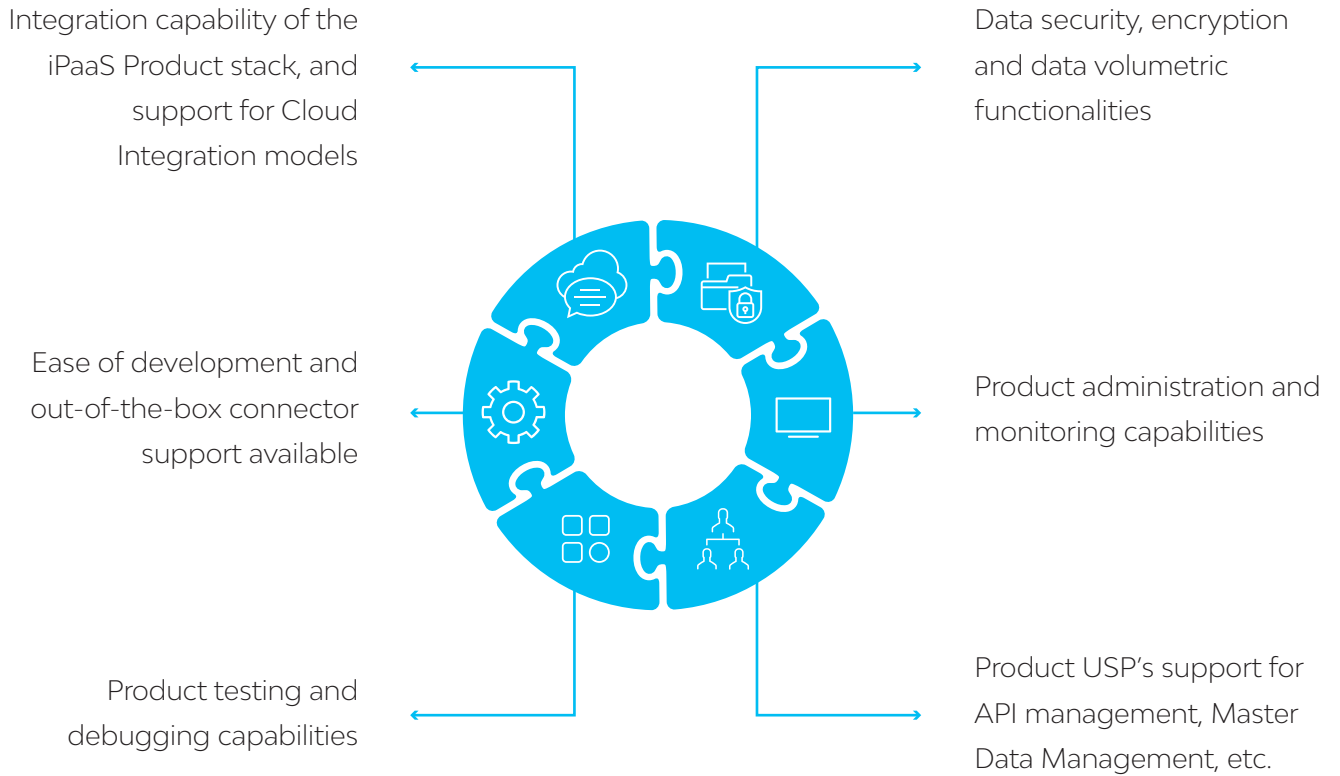 Integration capability of the
iPaaS Product stack, and
support for Cloud
Integration models
Data security, encryption
and data volumetric
functionalities
Ease of development and
out-of-the-box connector
support available
Product administration and
monitoring capabilities
Product testing and
debugging capabilities
Product USP's support for
API management, Master
Data Management, etc.